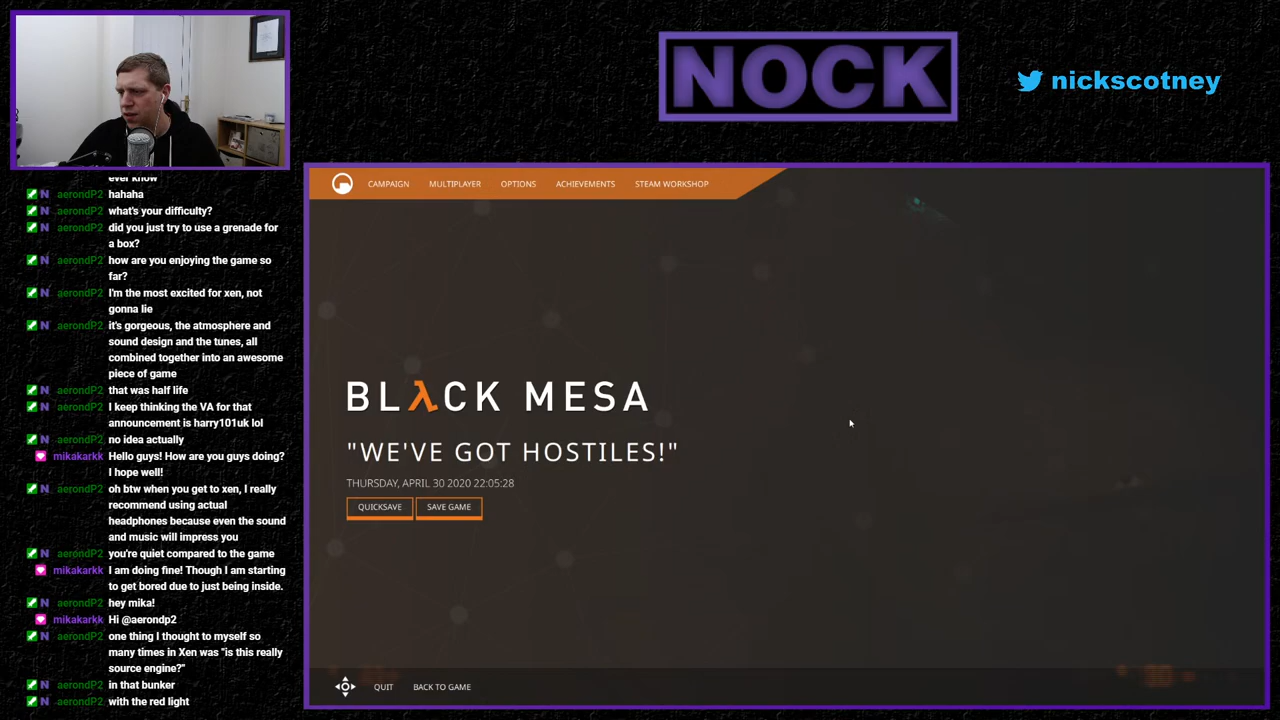 NOCK
nickscotney
ever know
N aerondP2 hahaha
N aerondP2 what's your difficulty?
N aerondP2 did you just try to use a grenade for
a box?
N aerondP2 how are you enjoying the game so
far?
N aerondP2 I'm the most excited for xen, not
gonna lie
N aerondP2 it's gorgeous, the atmosphere and
sound design and the tunes, all
combined together into an awesome
piece of game
N aerondP2 that was half life
N aerondP2 I keep thinking the VA for that
announcement is harry101uk lol
N aerondP2 no idea actually
mikakarkk Hello guys! How are you guys doing?
I hope well!
N aerondP2 oh btw when you get to xen, I really
recommend using actual
headphones because even the sound
and music will impress you
N aerondP2 you're quiet compared to the game
mikakarkk I am doing fine! Though I am starting
to get bored due to just being inside.
N aerondP2 hey mika!
mikakarkk Hi @aerondp2
N aerondP2 one thing I thought to myself so
many times in Xen was "is this really
source engine?"
N aerondP2 in that bunker
N aerondP2 with the red light
CAMPAIGN MULTIPLAYER OPTIONS ACHIEVEMENTS STEAM WORKSHOP
BLλCK MESA
"WE'VE GOT HOSTILES!"
THURSDAY, APRIL 30 2020 22:05:28
QUICKSAVE SAVE GAME
QUIT BACK TO GAME